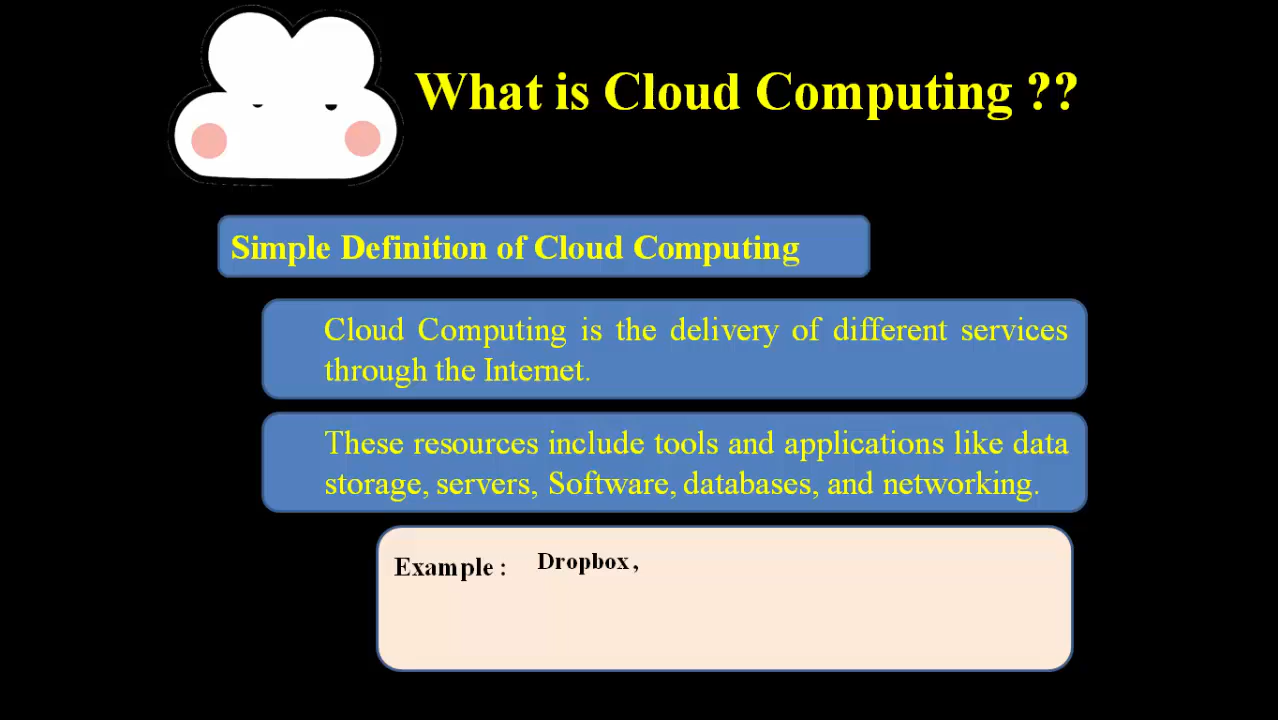 What is Cloud Computing ??
Simple Definition of Cloud Computing
Cloud Computing is the delivery of different services
through the Internet.
These resources include tools and applications like data
storage, servers, Software, databases, and networking.
Example : Dropbox ,